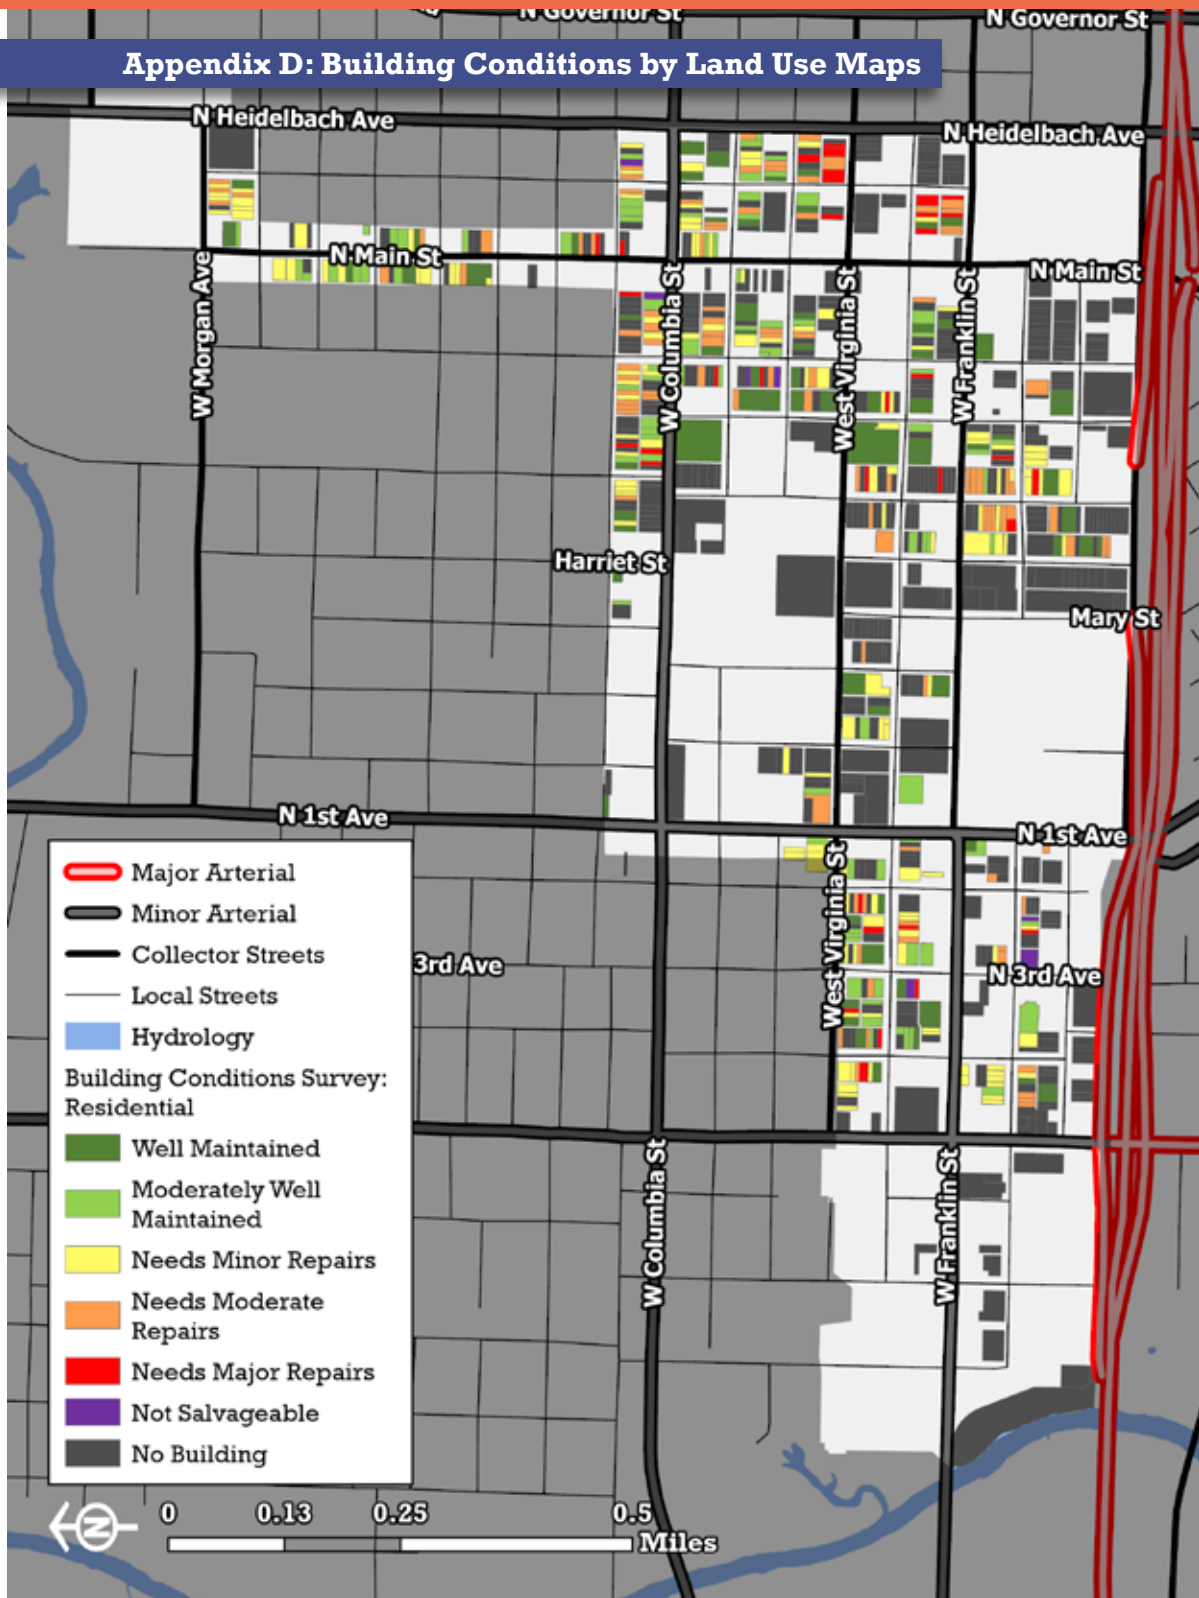 N Governor St
N Governor St
Appendix D: Building Conditions by Land Use Maps
N Heidelbach Ave
N Heidelbach Ave
N Main St
N Main St
W Morgan Ave
W Columbia St
West Virginia St
W Franklin St
Harriet St
Mary St
N 1st Ave
N 1st Ave
West Virginia St
3rd Ave
N 3rd Ave
W Columbia St
W Franklin St
Major Arterial
Minor Arterial
Collector Streets
Local Streets
Hydrology
Building Conditions Survey:
Residential
Well Maintained
Moderately Well
Maintained
Needs Minor Repairs
Needs Moderate
Repairs
Needs Major Repairs
Not Salvageable
No Building
N
0 0.13 0.25 0.5
Miles